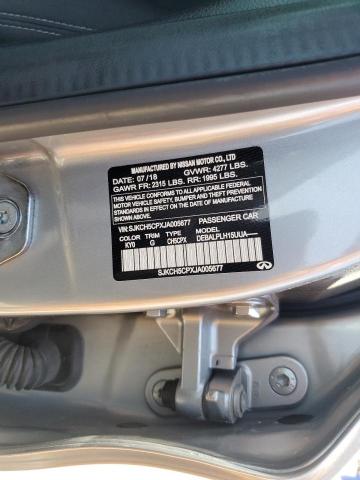 MANUFACTURED BY NISSAN MOTOR CO., LTD
DATE: 07/18 GVWR: 4277 LBS.
GAWR FR: 2315 LBS. RR: 1995 LBS.
THIS VEHICLE CONFORMS TO ALL APPLICABLE FEDERAL
MOTOR VEHICLE SAFETY, BUMPER, AND THEFT PREVENTION
STANDARDS IN EFFECT ON THE DATE OF MANUFACTURE
SHOWN ABOVE.
VIN: SJKCH5CPXJA005677 PASSENGER CAR
COLOR TRIM TYPE MODEL
KY0 G CH5CPX DEBALPLH15UUA
SJKCH5CPXJA005677